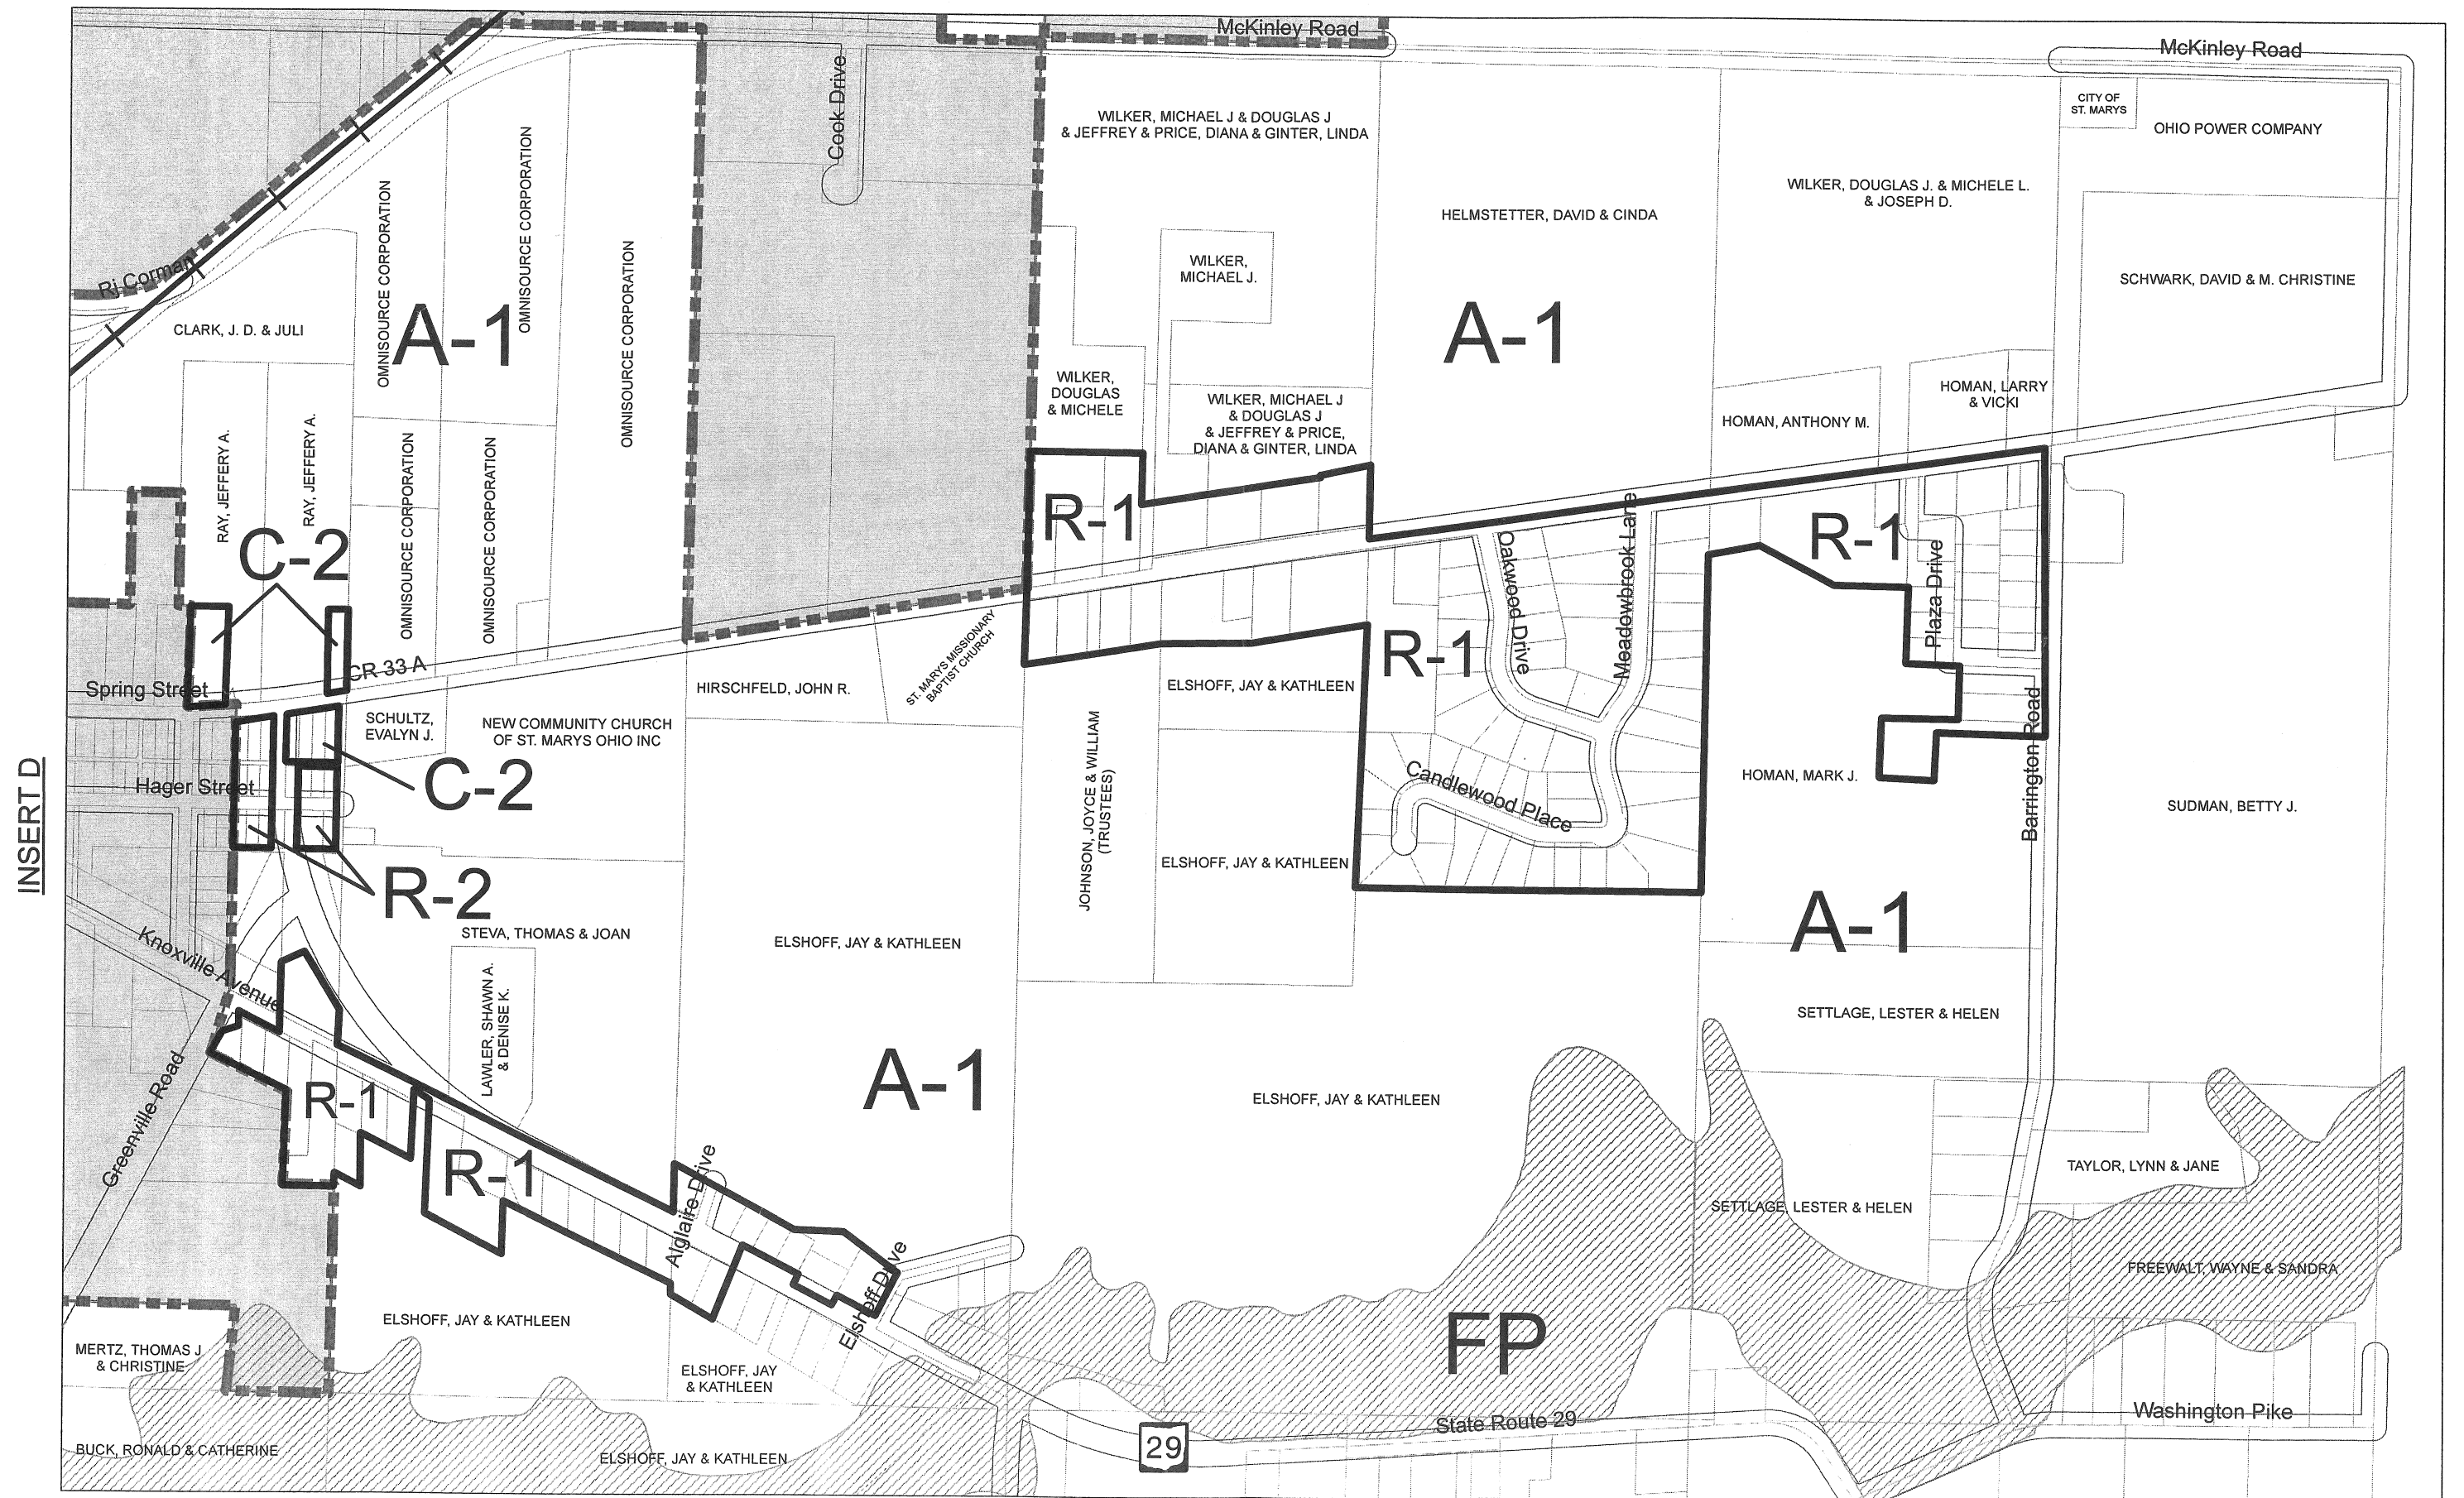 McKinley Road
McKinley Road
Cook Drive
CITY OF
ST. MARYS
OHIO POWER COMPANY
WILKER, MICHAEL J & DOUGLAS J
& JEFFREY & PRICE, DIANA & GINTER, LINDA
WILKER, DOUGLAS J. & MICHELE L.
& JOSEPH D.
HELMSTETTER, DAVID & CINDA
OMNISOURCE CORPORATION
OMNISOURCE CORPORATION
OMNISOURCE CORPORATION
WILKER,
MICHAEL J.
SCHWARK, DAVID & M. CHRISTINE
Rj Corman
CLARK, J. D. & JULI
A-1
A-1
WILKER,
DOUGLAS
& MICHELE
WILKER, MICHAEL J
& DOUGLAS J
& JEFFREY & PRICE,
DIANA & GINTER, LINDA
HOMAN, LARRY
& VICKI
HOMAN, ANTHONY M.
RAY, JEFFERY A.
RAY, JEFFERY A.
OMNISOURCE CORPORATION
OMNISOURCE CORPORATION
C-2
R-1
R-1
Oakwood Drive
Meadowbrook Lane
Plaza Drive
CR 33 A
Spring Street
HIRSCHFELD, JOHN R.
ST. MARYS MISSIONARY
BAPTIST CHURCH
R-1
ELSHOFF, JAY & KATHLEEN
SCHULTZ,
EVALYN J.
NEW COMMUNITY CHURCH
OF ST. MARYS OHIO INC
JOHNSON, JOYCE & WILLIAM
(TRUSTEES)
Candlewood Place
HOMAN, MARK J.
Barrington Road
SUDMAN, BETTY J.
Hager Street
C-2
INSERT D
ELSHOFF, JAY & KATHLEEN
R-2
A-1
Knoxville Avenue
STEVA, THOMAS & JOAN
ELSHOFF, JAY & KATHLEEN
LAWLER, SHAWN A.
& DENISE K.
SETTLAGE, LESTER & HELEN
A-1
R-1
ELSHOFF, JAY & KATHLEEN
Greenville Road
R-1
Alglaire Drive
TAYLOR, LYNN & JANE
SETTLAGE, LESTER & HELEN
FREEWALT, WAYNE & SANDRA
Elshoff Drive
ELSHOFF, JAY & KATHLEEN
MERTZ, THOMAS J
& CHRISTINE
FP
ELSHOFF, JAY
& KATHLEEN
Washington Pike
State Route 29
29
BUCK, RONALD & CATHERINE
ELSHOFF, JAY & KATHLEEN